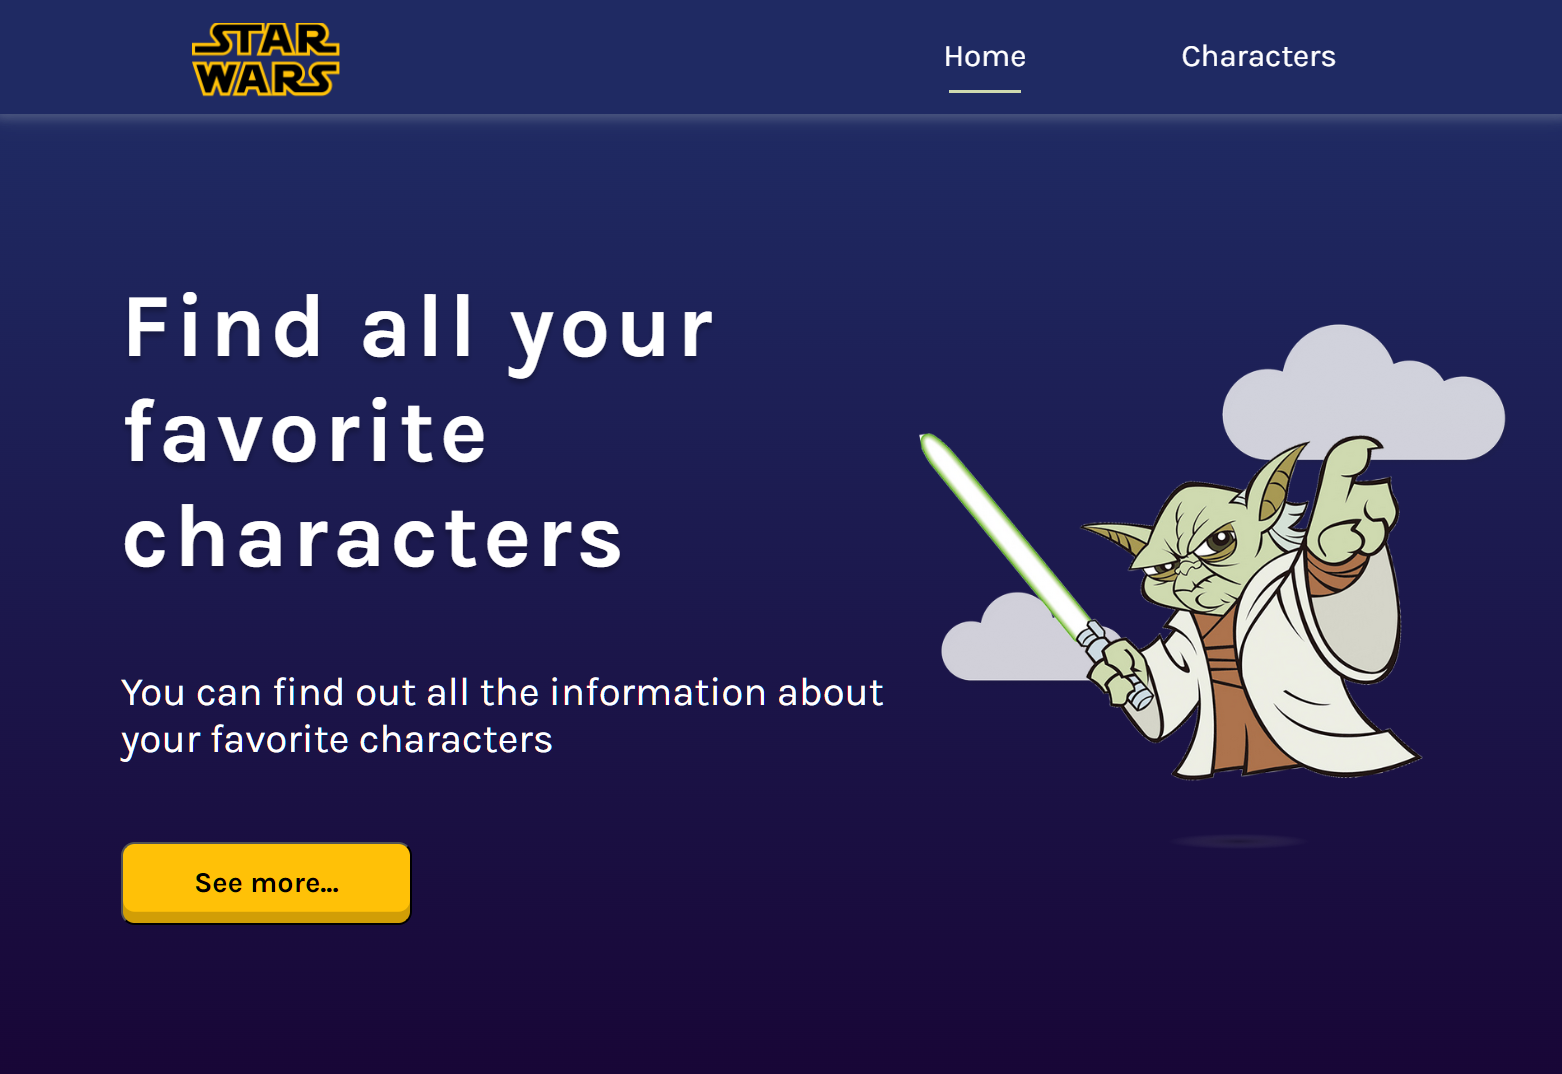 STAR
WARS
Home
Characters
Find all your
favorite
characters
You can find out all the information about
your favorite characters
See more...